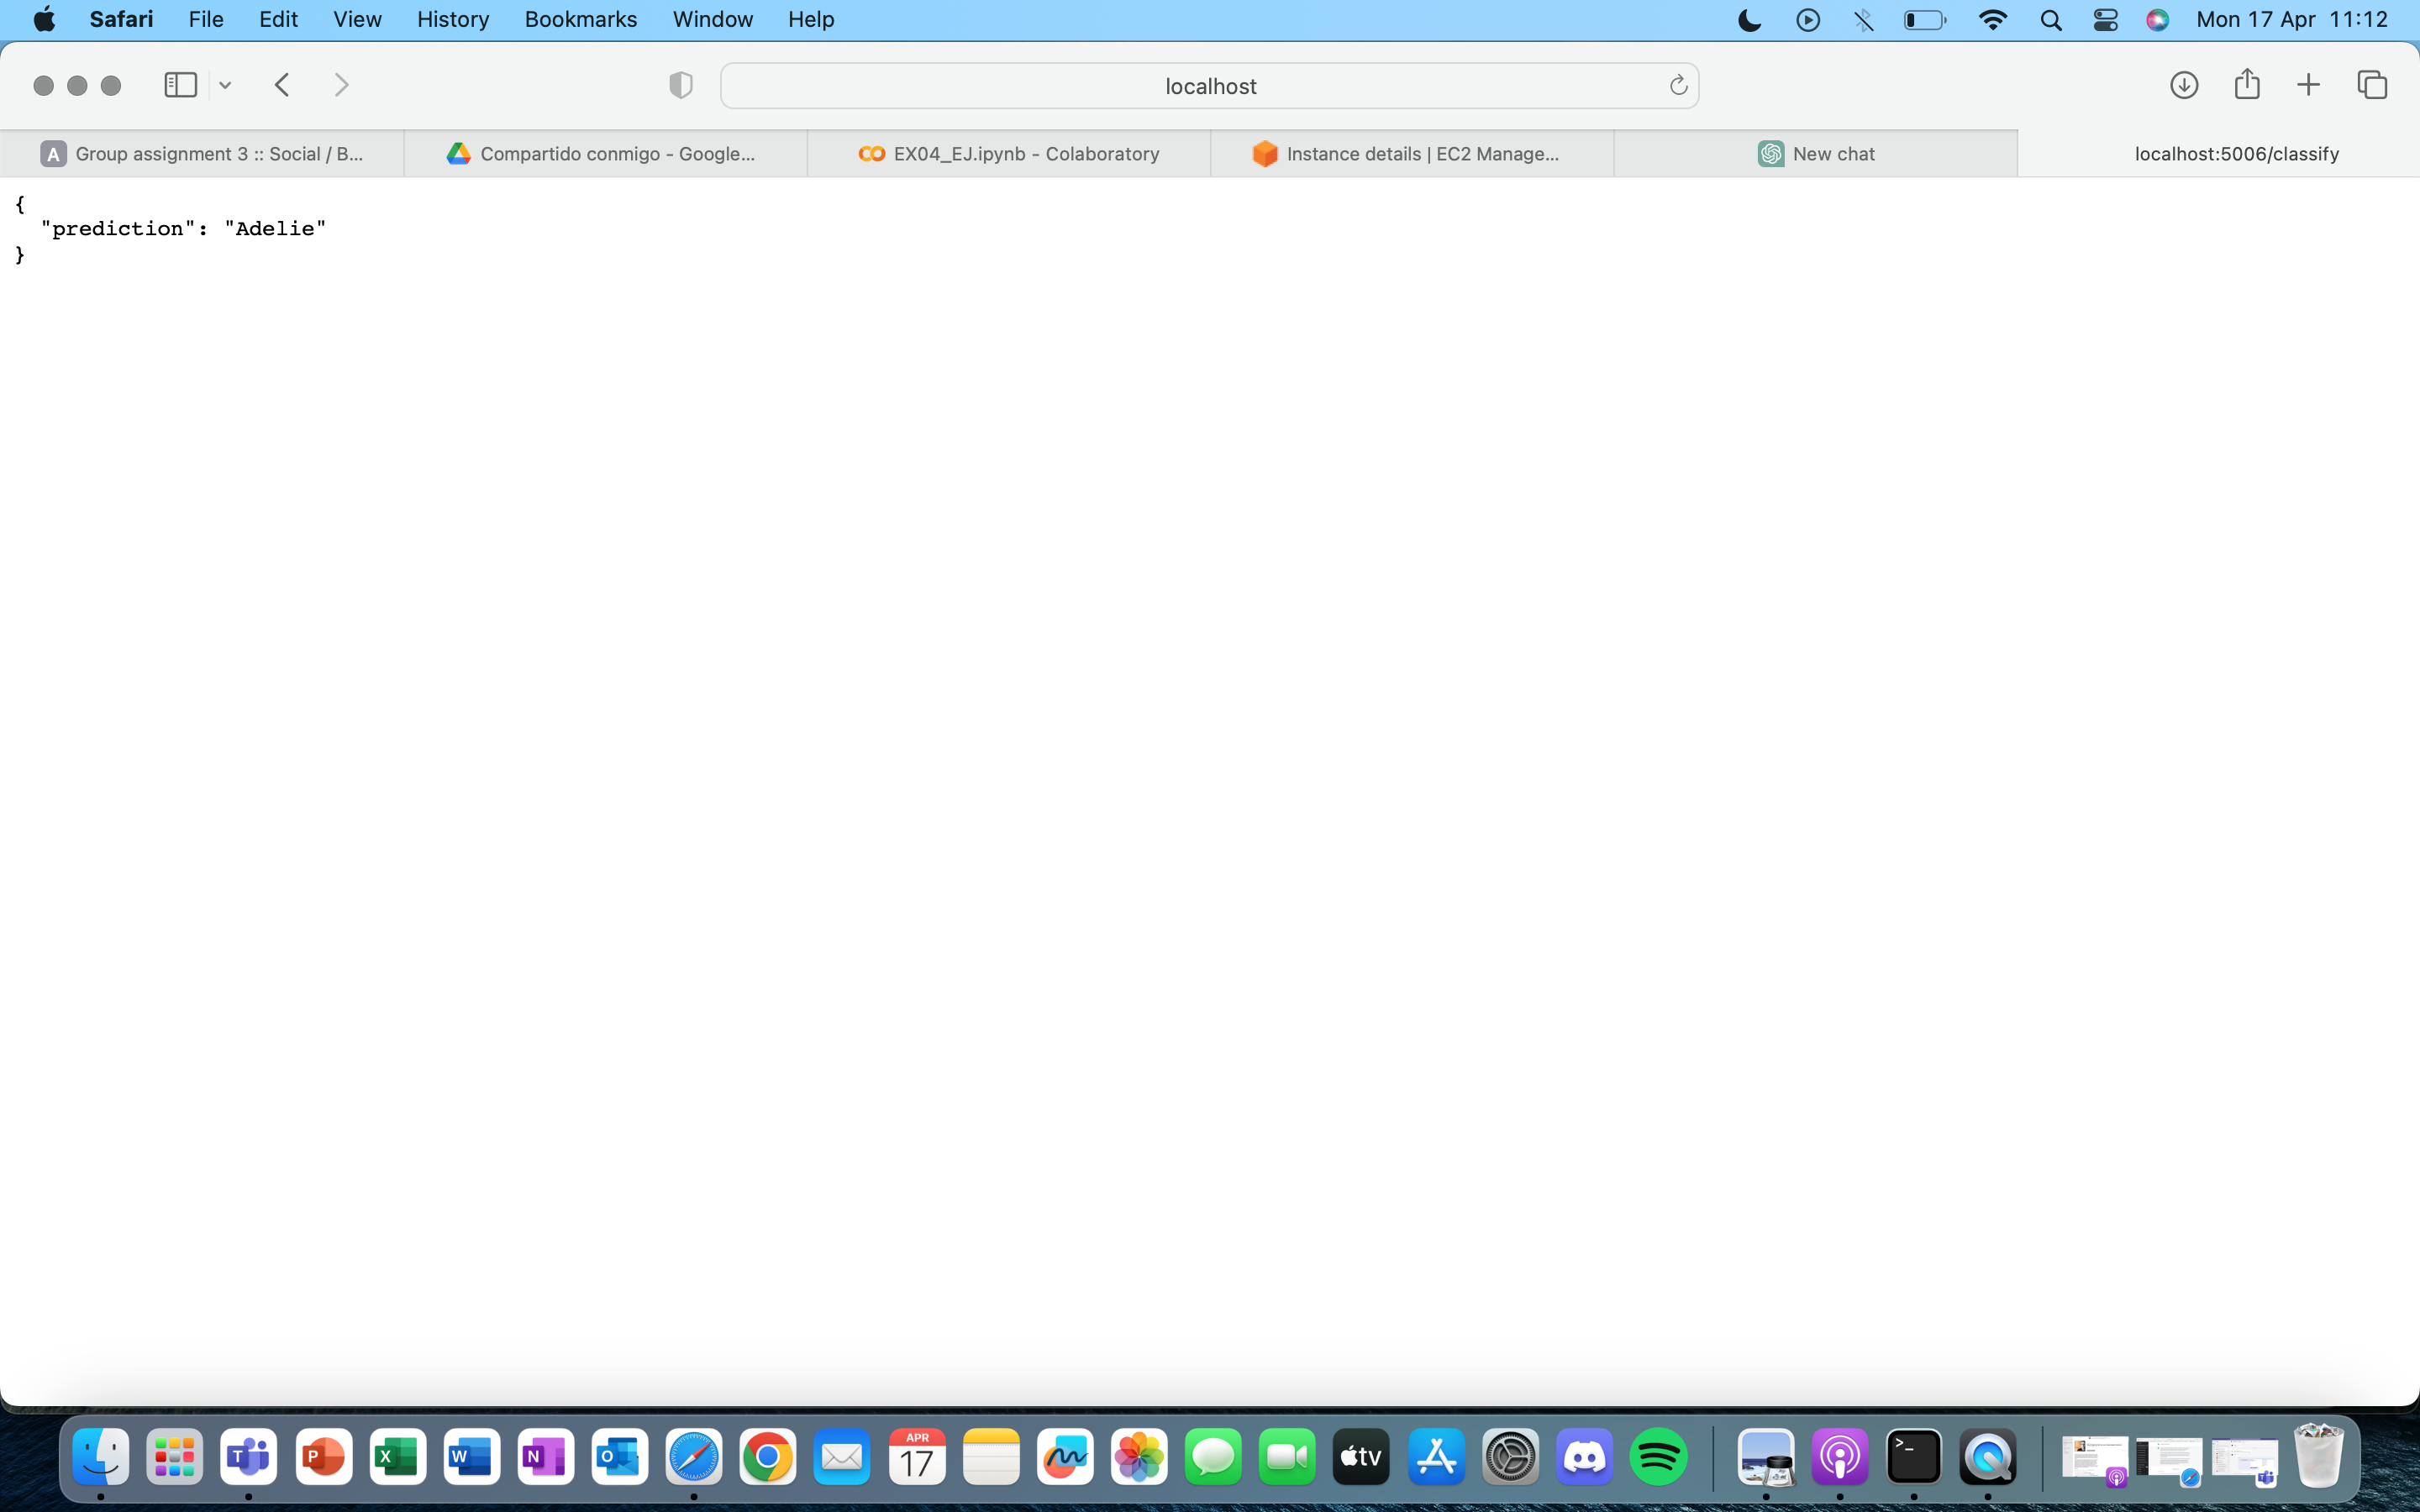 Safari File Edit View History Bookmarks Window Help Mon 17 Apr 11:12
localhost
A Group assignment 3 :: Social / B...
Compartido conmigo - Google...
EX04_EJ.ipynb - Colaboratory
Instance details | EC2 Manage...
New chat
localhost:5006/classify
{
"prediction": "Adelie"
}
T
P
X
W
N
O
APR
17
tv
>_